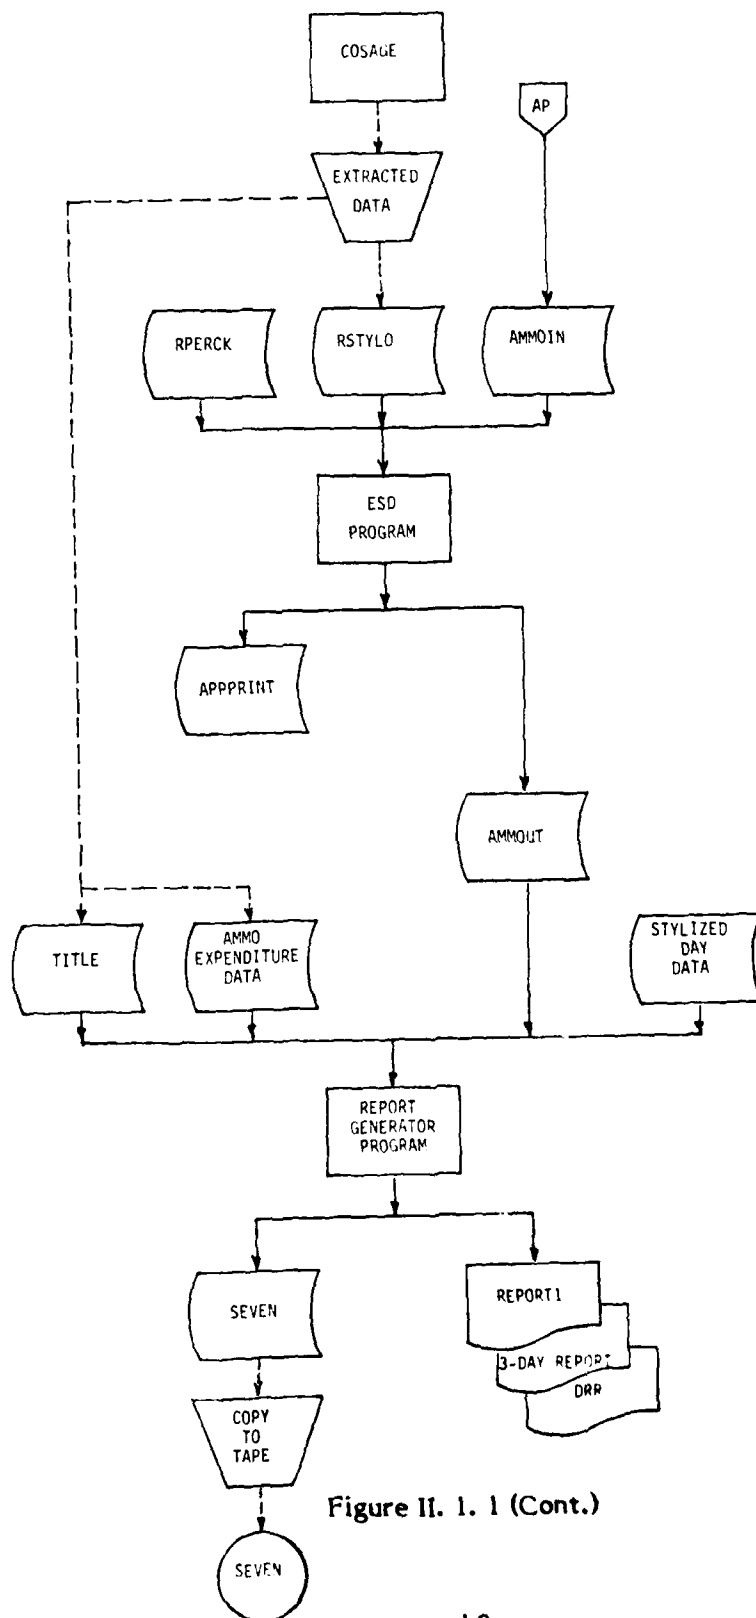 COSAGE
AP
EXTRACTED
DATA
RPERCK
RSTYLO
AMMOIN
ESD
PROGRAM
APPPRINT
AMMOUT
TITLE
AMMO
EXPENDITURE
DATA
STYLIZED
DAY
DATA
REPORT
GENERATOR
PROGRAM
SEVEN
REPORT1
3-DAY REPORT
DRR
COPY
TO
TAPE
Figure II. 1. 1 (Cont.)
SEVEN